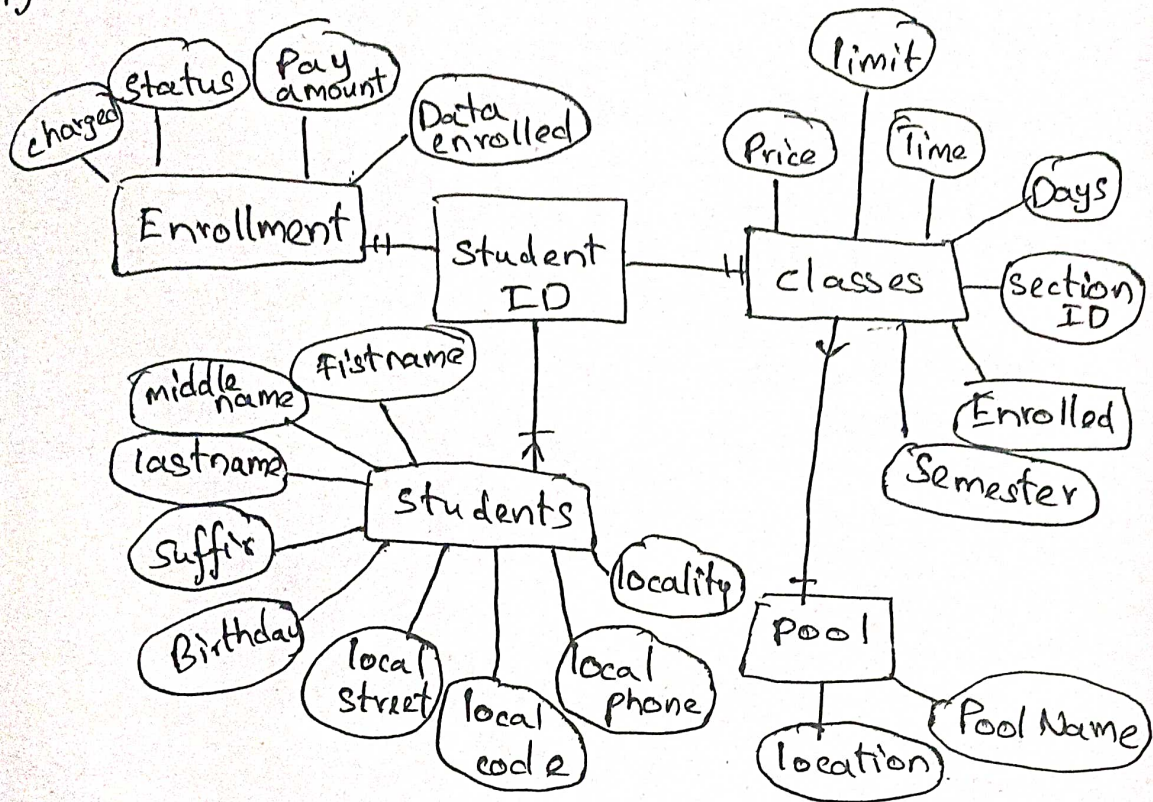 limit
status
Pay
amount
charged
Data
enrolled
Price
Time
Days
Enrollment
Student
ID
classes
section
ID
Fistname
middle
name
Enrolled
lastname
Semester
students
suffir
locality
Birthday
pool
local
street
local
phone
local
code
Pool Name
location